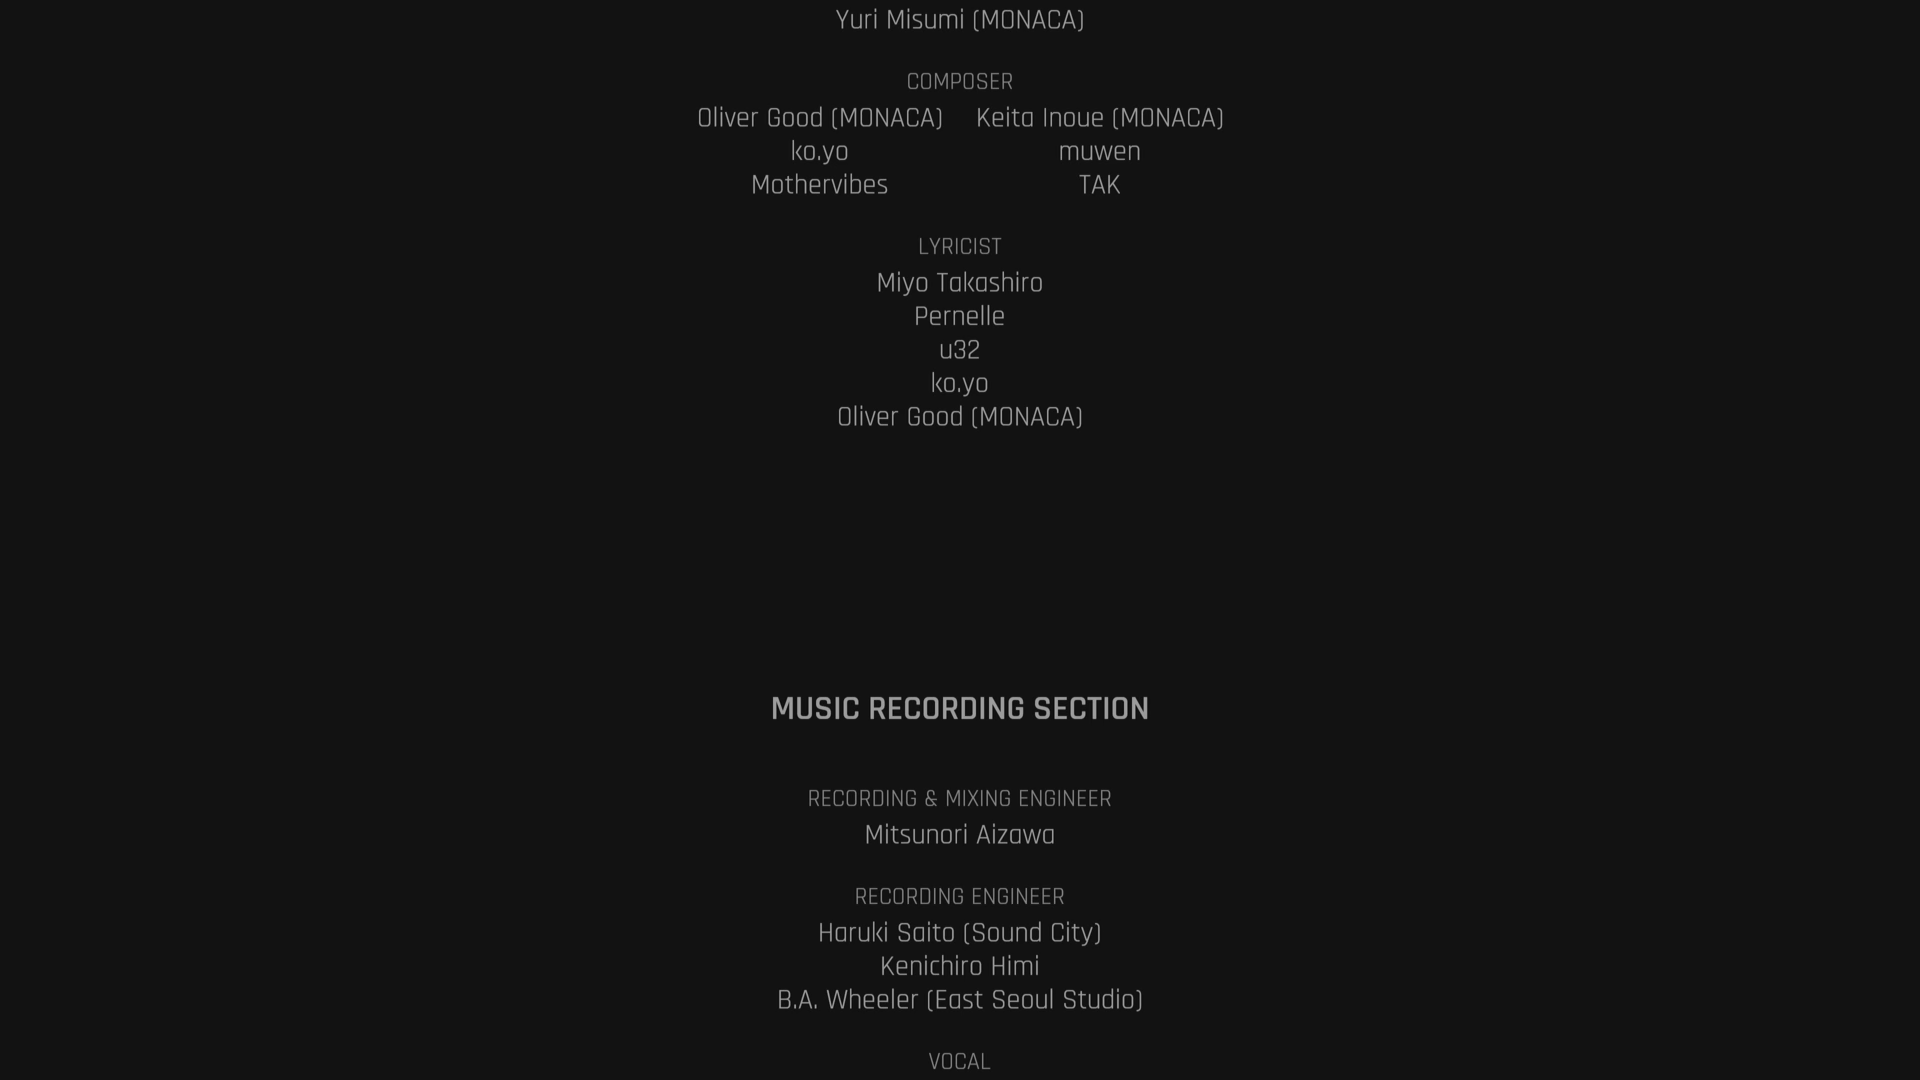 Yuri Misumi (MONACA)
COMPOSER
Oliver Good (MONACA) Keita Inoue (MONACA)
ko.yo muwen
Mothervibes TAK
LYRICIST
Miyo Takashiro
Pernelle
u32
ko.yo
Oliver Good (MONACA)
MUSIC RECORDING SECTION
RECORDING & MIXING ENGINEER
Mitsunori Aizawa
RECORDING ENGINEER
Haruki Saito (Sound City)
Kenichiro Himi
B.A. Wheeler (East Seoul Studio)
VOCAL